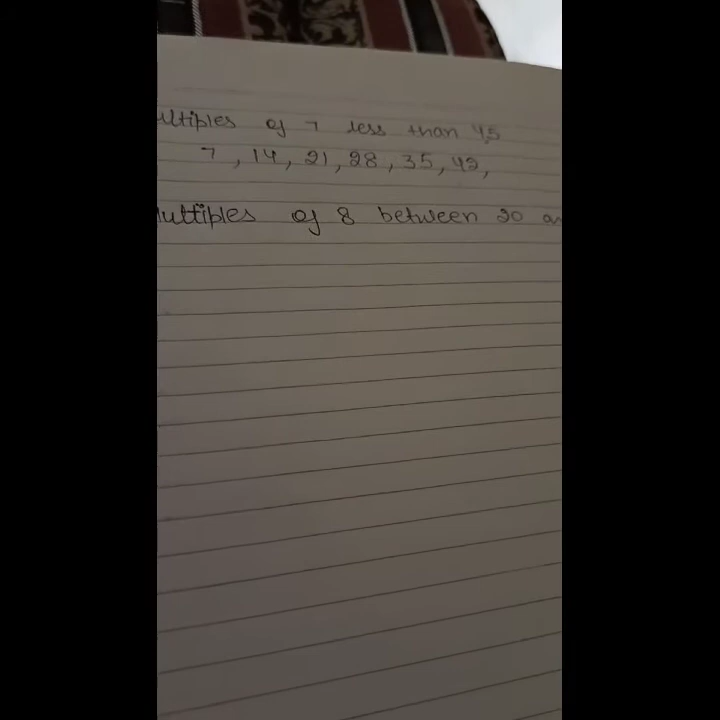 ultiples of 7 less than 45
7, 14, 21, 28, 35, 42,
ultiples of 8 between 20